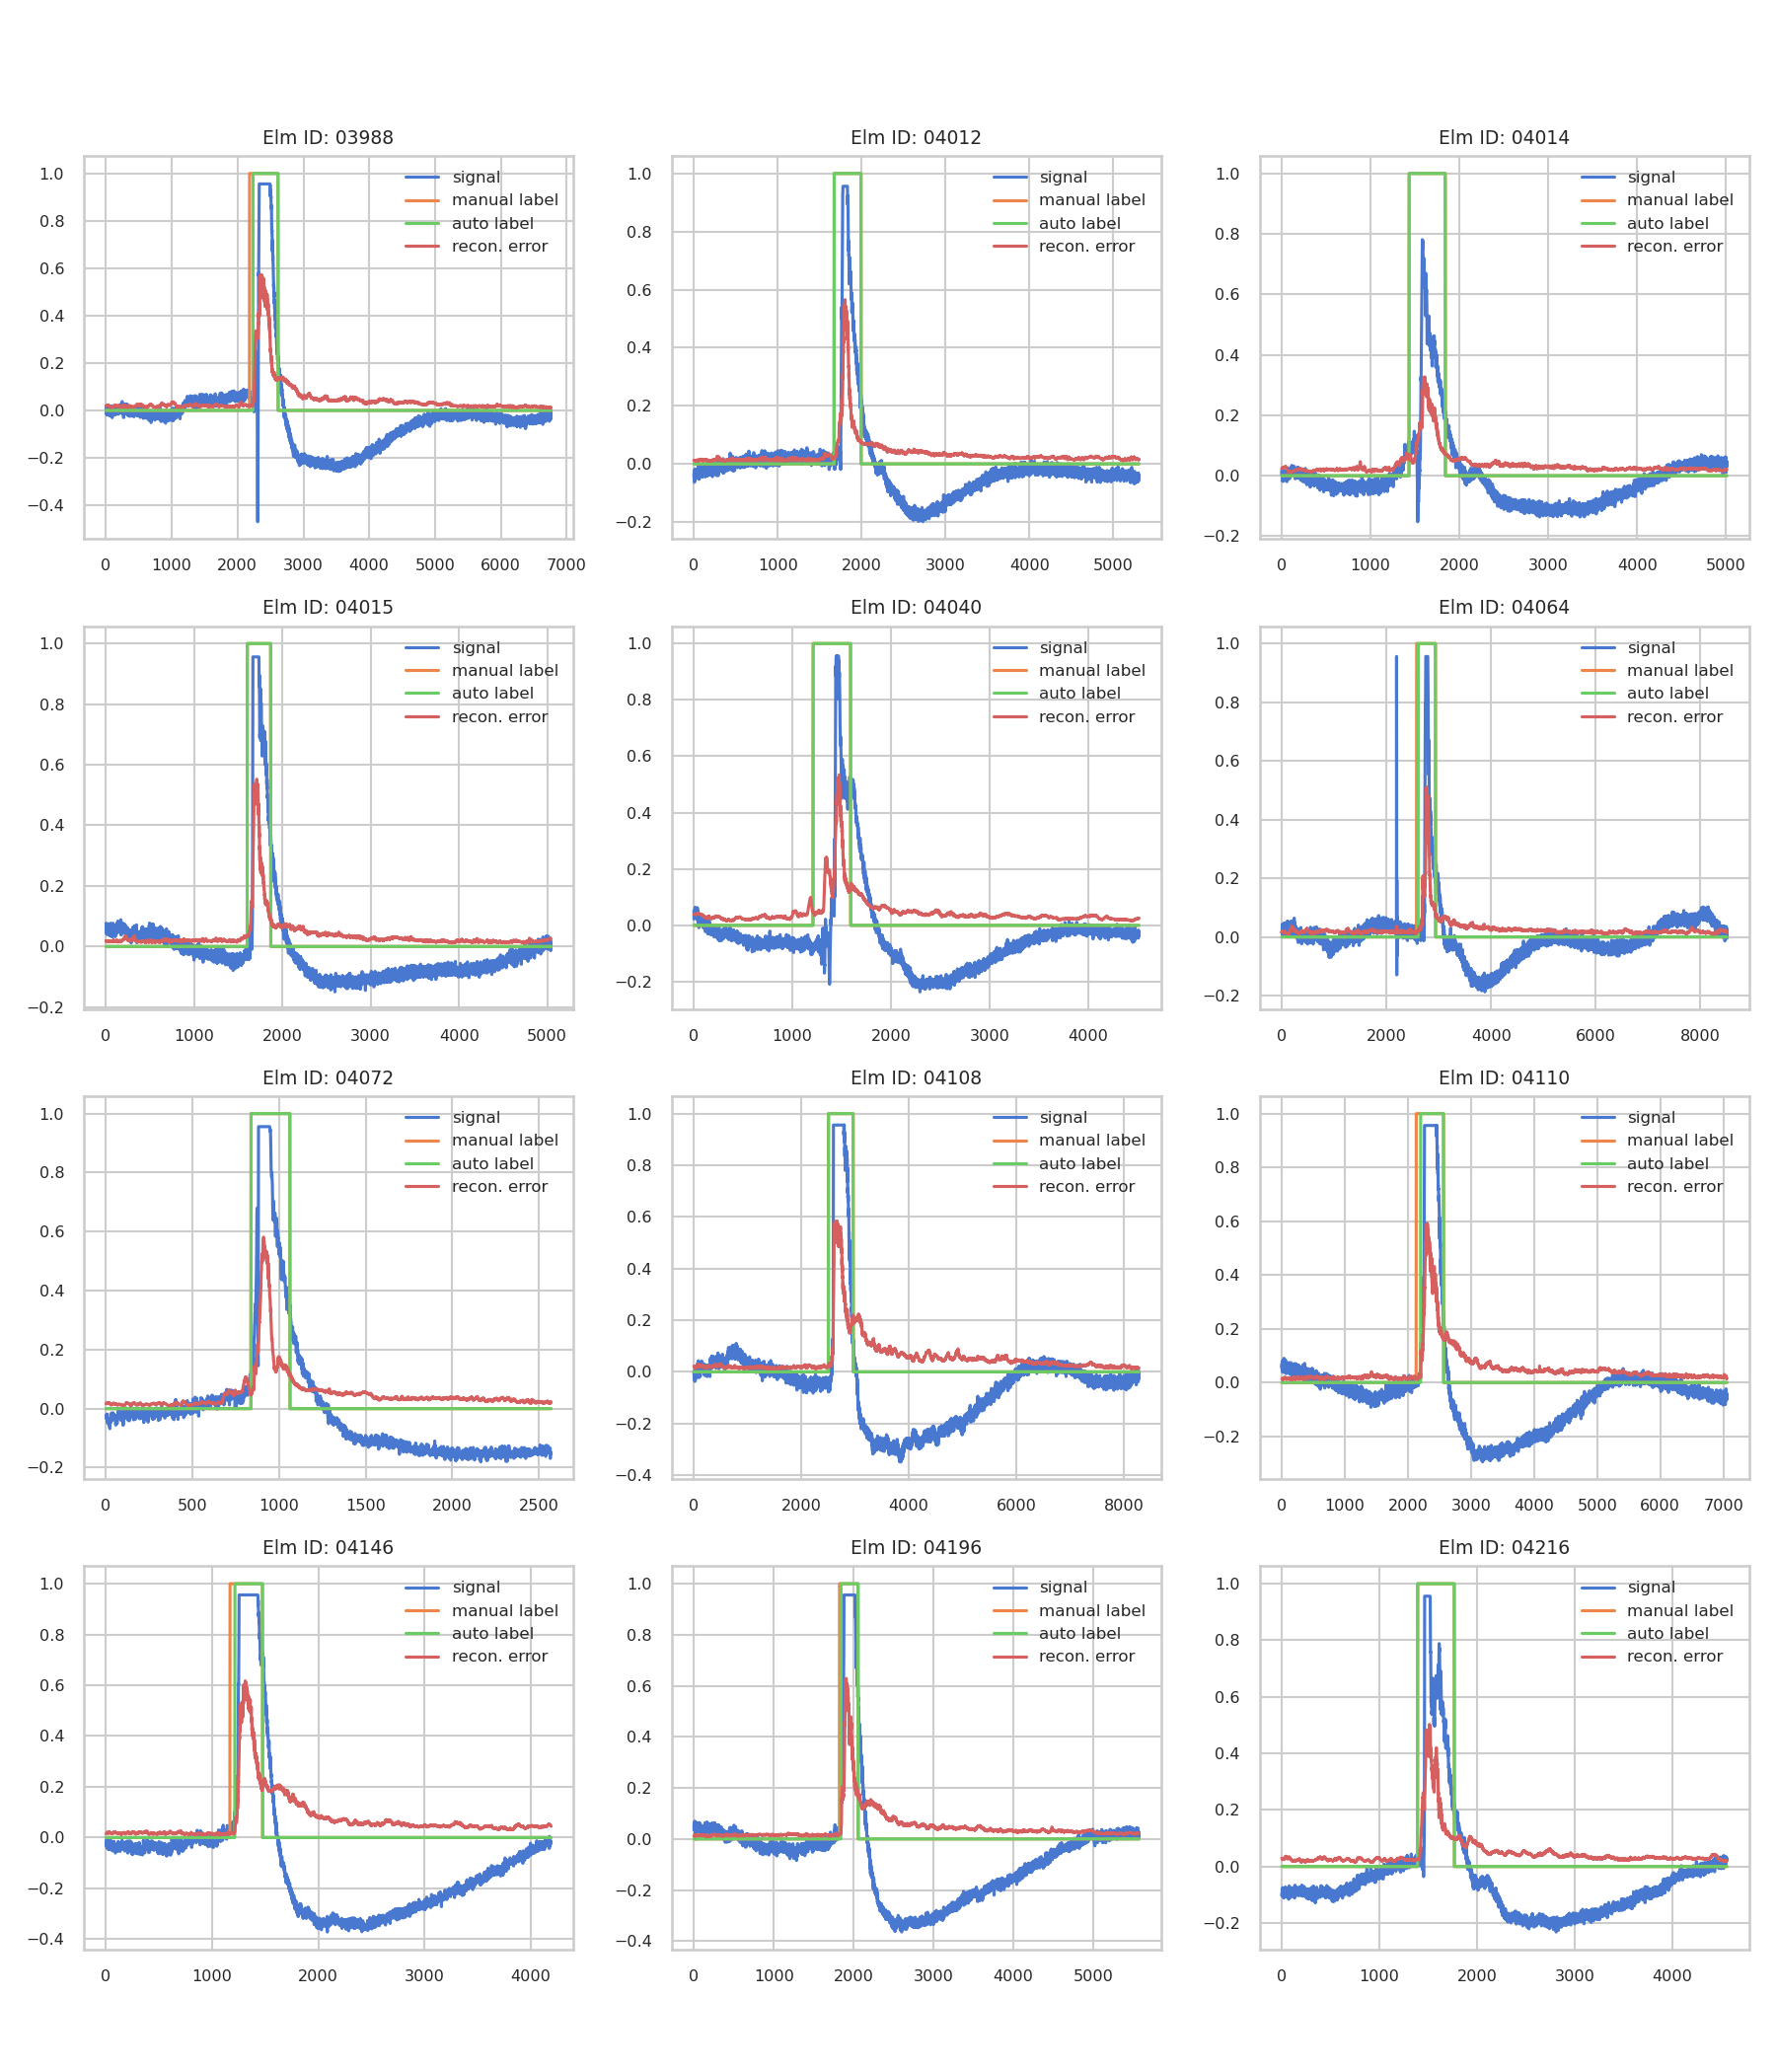 Elm ID: 03988
1.0
0.8
0.6
0.4
0.2
0.0
−0.2
−0.4
0 1000 2000 3000 4000 5000 6000 7000
signal
manual label
auto label
recon. error
Elm ID: 04012
1.0
0.8
0.6
0.4
0.2
0.0
−0.2
0 1000 2000 3000 4000 5000
signal
manual label
auto label
recon. error
Elm ID: 04014
1.0
0.8
0.6
0.4
0.2
0.0
−0.2
0 1000 2000 3000 4000 5000
signal
manual label
auto label
recon. error
Elm ID: 04015
1.0
0.8
0.6
0.4
0.2
0.0
−0.2
0 1000 2000 3000 4000 5000
signal
manual label
auto label
recon. error
Elm ID: 04040
1.0
0.8
0.6
0.4
0.2
0.0
−0.2
0 1000 2000 3000 4000
signal
manual label
auto label
recon. error
Elm ID: 04064
1.0
0.8
0.6
0.4
0.2
0.0
−0.2
0 2000 4000 6000 8000
signal
manual label
auto label
recon. error
Elm ID: 04072
1.0
0.8
0.6
0.4
0.2
0.0
−0.2
0 500 1000 1500 2000 2500
signal
manual label
auto label
recon. error
Elm ID: 04108
1.0
0.8
0.6
0.4
0.2
0.0
−0.2
−0.4
0 2000 4000 6000 8000
signal
manual label
auto label
recon. error
Elm ID: 04110
1.0
0.8
0.6
0.4
0.2
0.0
−0.2
0 1000 2000 3000 4000 5000 6000 7000
signal
manual label
auto label
recon. error
Elm ID: 04146
1.0
0.8
0.6
0.4
0.2
0.0
−0.2
−0.4
0 1000 2000 3000 4000
signal
manual label
auto label
recon. error
Elm ID: 04196
1.0
0.8
0.6
0.4
0.2
0.0
−0.2
−0.4
0 1000 2000 3000 4000 5000
signal
manual label
auto label
recon. error
Elm ID: 04216
1.0
0.8
0.6
0.4
0.2
0.0
−0.2
0 1000 2000 3000 4000
signal
manual label
auto label
recon. error